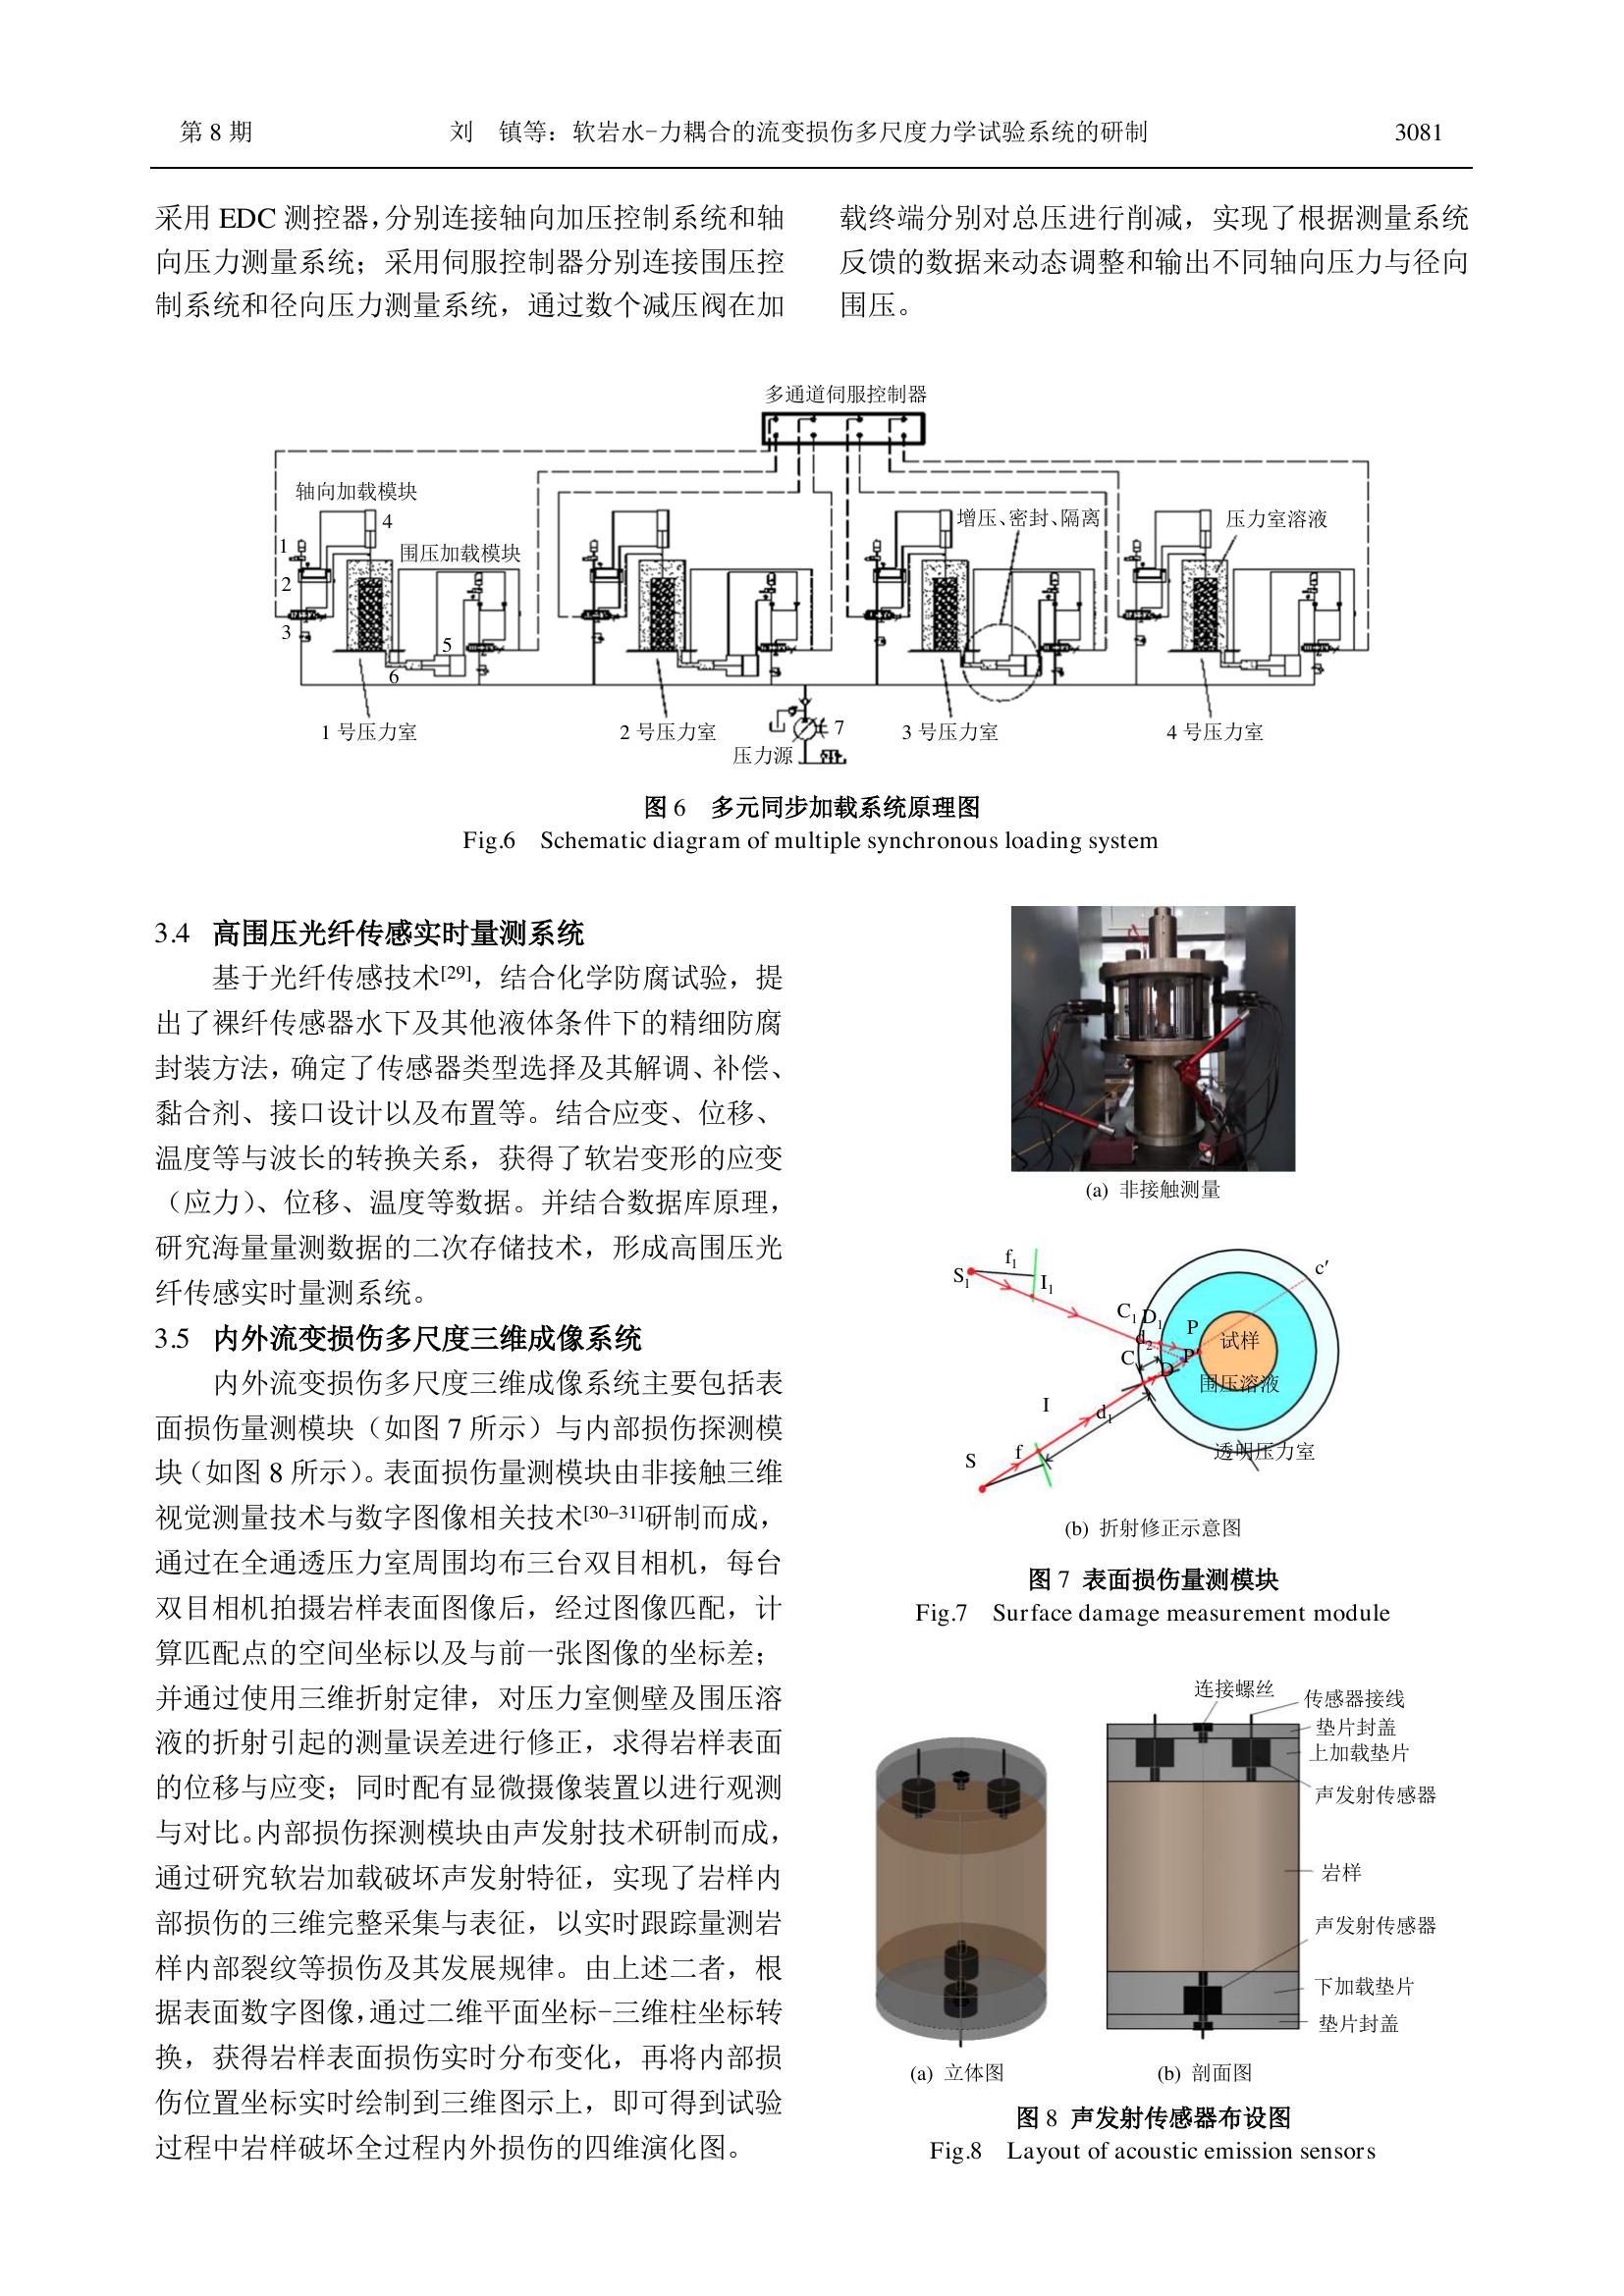 第 8 期 刘 镇等：软岩水-力耦合的流变损伤多尺度力学试验系统的研制 3081
采用 EDC 测控器，分别连接轴向加压控制系统和轴
向压力测量系统；采用伺服控制器分别连接围压控
制系统和径向压力测量系统，通过数个减压阀在加
载终端分别对总压进行削减，实现了根据测量系统
反馈的数据来动态调整和输出不同轴向压力与径向
围压。
多通道伺服控制器
轴向加载模块
4
增压、密封、隔离
压力室溶液
1
围压加载模块
2
3
5
6
1 号压力室
2 号压力室
7
3 号压力室
4 号压力室
压力源
图 6 多元同步加载系统原理图
Fig.6 Schematic diagram of multiple synchronous loading system
3.4 高围压光纤传感实时量测系统
基于光纤传感技术[29]，结合化学防腐试验，提
出了裸纤传感器水下及其他液体条件下的精细防腐
封装方法，确定了传感器类型选择及其解调、补偿、
黏合剂、接口设计以及布置等。结合应变、位移、
温度等与波长的转换关系，获得了软岩变形的应变
（应力）、位移、温度等数据。并结合数据库原理，
研究海量量测数据的二次存储技术，形成高围压光
纤传感实时量测系统。
3.5 内外流变损伤多尺度三维成像系统
内外流变损伤多尺度三维成像系统主要包括表
面损伤量测模块（如图 7 所示）与内部损伤探测模
块（如图 8 所示）。表面损伤量测模块由非接触三维
视觉测量技术与数字图像相关技术[30-31]研制而成，
通过在全通透压力室周围均布三台双目相机，每台
双目相机拍摄岩样表面图像后，经过图像匹配，计
算匹配点的空间坐标以及与前一张图像的坐标差；
并通过使用三维折射定律，对压力室侧壁及围压溶
液的折射引起的测量误差进行修正，求得岩样表面
的位移与应变；同时配有显微摄像装置以进行观测
与对比。内部损伤探测模块由声发射技术研制而成，
通过研究软岩加载破坏声发射特征，实现了岩样内
部损伤的三维完整采集与表征，以实时跟踪量测岩
样内部裂纹等损伤及其发展规律。由上述二者，根
据表面数字图像，通过二维平面坐标-三维柱坐标转
换，获得岩样表面损伤实时分布变化，再将内部损
伤位置坐标实时绘制到三维图示上，即可得到试验
过程中岩样破坏全过程内外损伤的四维演化图。
(a) 非接触测量
f1
S1
I1
c′
C1
D1
P
d2
试样
C
P′
D
围压溶液
I
d1
f
S
透明压力室
(b) 折射修正示意图
图 7 表面损伤量测模块
Fig.7 Surface damage measurement module
连接螺丝
传感器接线
垫片封盖
上加载垫片
声发射传感器
岩样
声发射传感器
下加载垫片
垫片封盖
(a) 立体图
(b) 剖面图
图 8 声发射传感器布设图
Fig.8 Layout of acoustic emission sensors